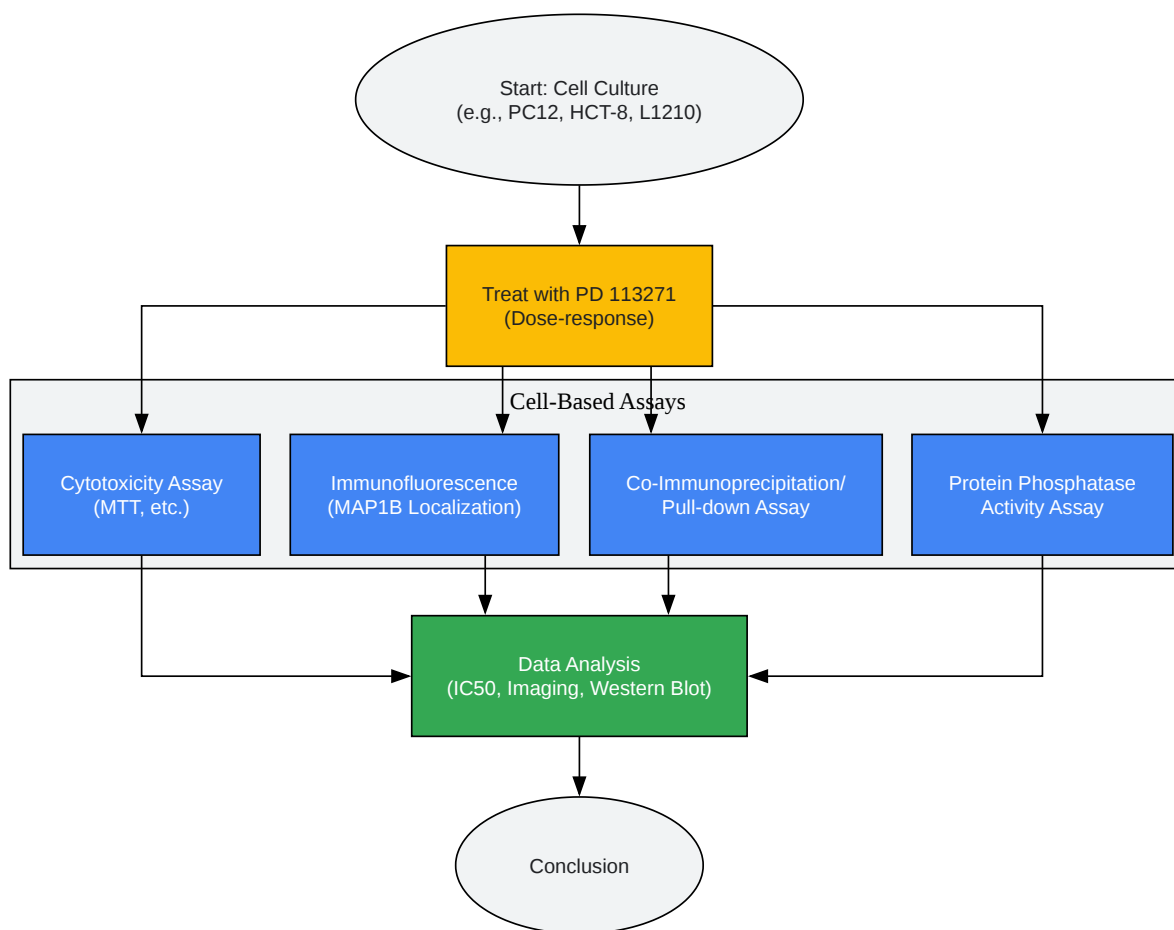 Start: Cell Culture
(e.g., PC12, HCT-8, L1210)
Treat with PD 113271
(Dose-response)
Cell-Based Assays
Cytotoxicity Assay
(MTT, etc.)
Immunofluorescence
(MAP1B Localization)
Co-Immunoprecipitation/
Pull-down Assay
Protein Phosphatase
Activity Assay
Data Analysis
(IC50, Imaging, Western Blot)
Conclusion